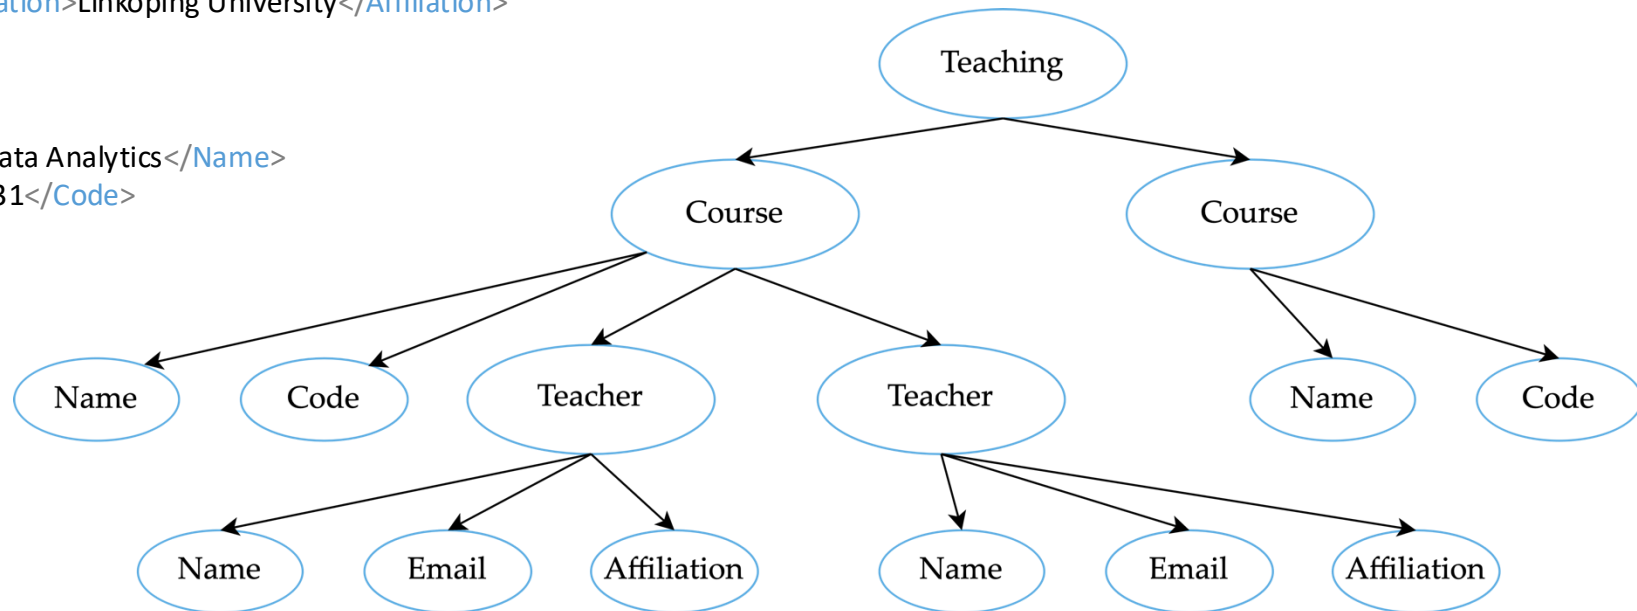 ation>Linköping University</Affiliation>
Teaching
ata Analytics</Name>
31</Code>
Course Course
Name Code Teacher Teacher Name Code
Name Email Affiliation Name Email Affiliation